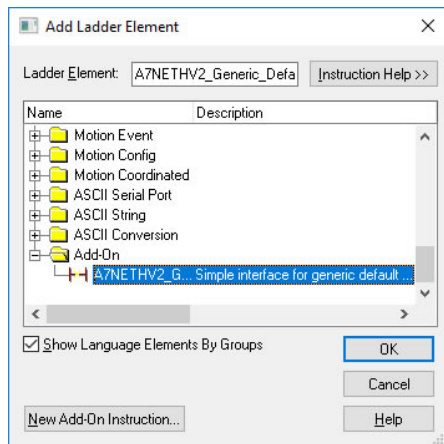 Add Ladder Element
Ladder Element: A7NETHV2_Generic_Defa Instruction Help >>
Name Description
Motion Event
Motion Config
Motion Coordinated
ASCII Serial Port
ASCII String
ASCII Conversion
Add-On
A7NETHV2_G... Simple interface for generic default ...
Show Language Elements By Groups
OK
Cancel
New Add-On Instruction... Help